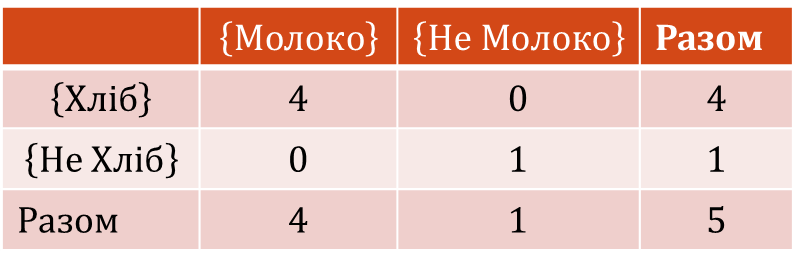 {Молоко} {Не Молоко} Разом
{Хліб} 4 0 4
{Не Хліб} 0 1 1
Разом 4 1 5